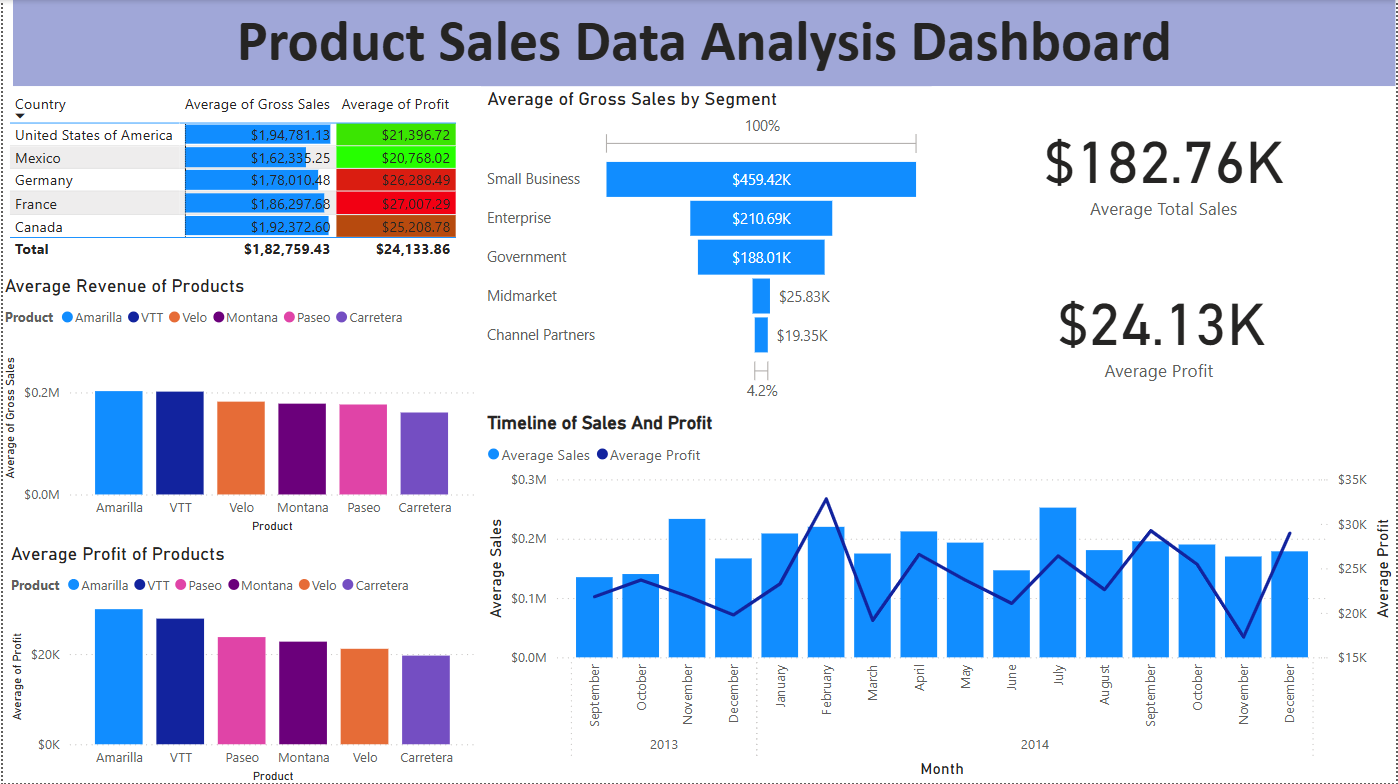 Product Sales Data Analysis Dashboard
Country Average of Gross Sales Average of Profit
United States of America $1,94,781.13 $21,396.72
Mexico $1,62,335.25 $20,768.02
Germany $1,78,010.48 $26,288.49
France $1,86,297.68 $27,007.29
Canada $1,92,372.60 $25,208.78
Total $1,82,759.43 $24,133.86
Average of Gross Sales by Segment
100%
Small Business $459.42K
Enterprise $210.69K
Government $188.01K
Midmarket $25.83K
Channel Partners $19.35K
4.2%
$182.76K
Average Total Sales
$24.13K
Average Profit
Average Revenue of Products
Product Amarilla VTT Velo Montana Paseo Carretera
Average of Gross Sales
$0.2M
$0.0M
Amarilla VTT Velo Montana Paseo Carretera
Product
Average Profit of Products
Product Amarilla VTT Paseo Montana Velo Carretera
Average of Profit
$20K
$0K
Amarilla VTT Paseo Montana Velo Carretera
Product
Timeline of Sales And Profit
Average Sales Average Profit
Average Sales
$0.3M
$0.2M
$0.1M
$0.0M
$35K
$30K
$25K
$20K
$15K
Average Profit
September October November December January February March April May June July August September October November December
2013 2014
Month